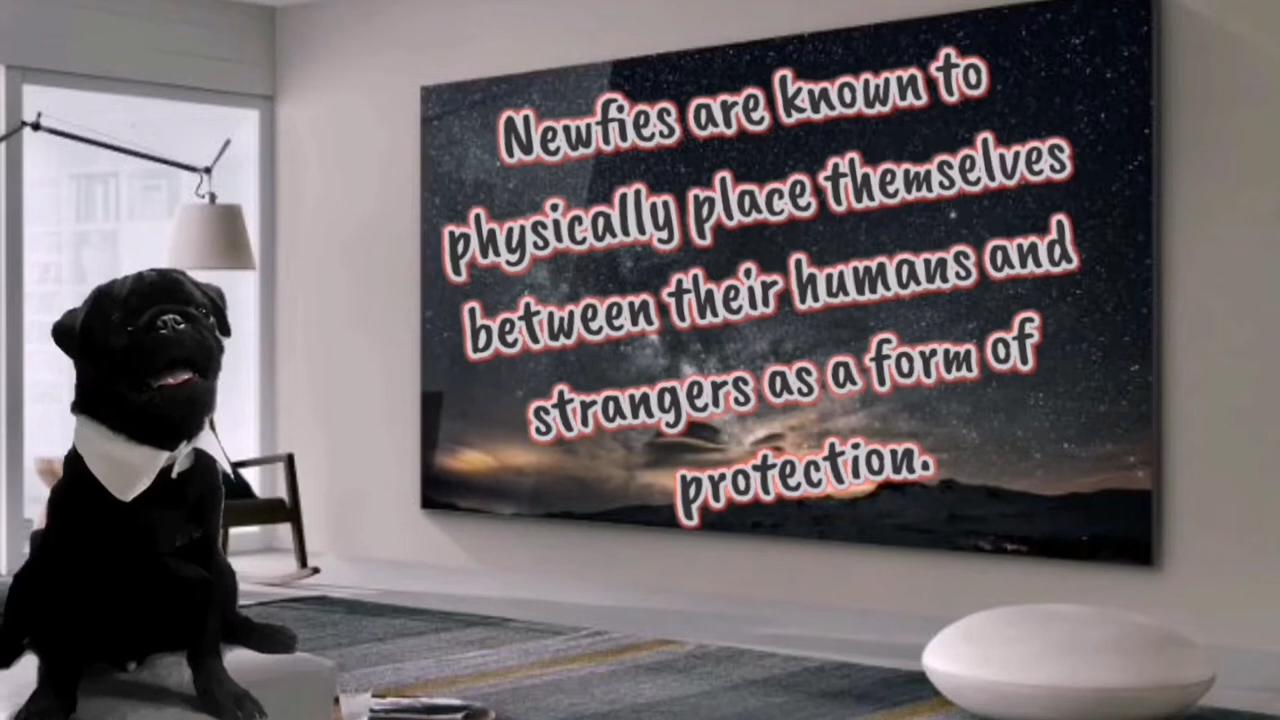 Newfies are known to
physically place themselves
between their humans and
strangers as a form of
protection.